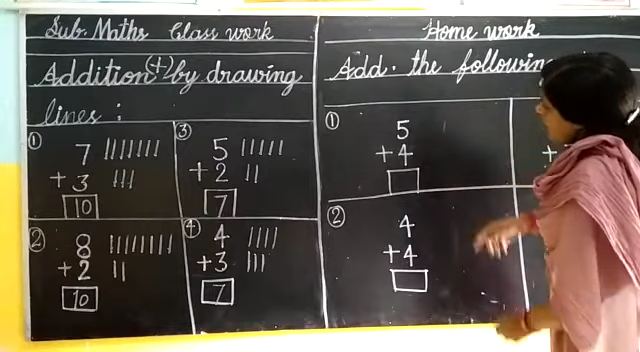 Sub. Maths Class work
Addition (+) by drawing
lines :
① 7 |||||||
+ 3 |||
10
② 8 ||||||||
+ 2 ||
10
③ 5 |||||
+ 2 ||
7
④ 4 ||||
+ 3 |||
7
Home work
Add. the followin
① 5
+ 4
② 4
+ 4
+